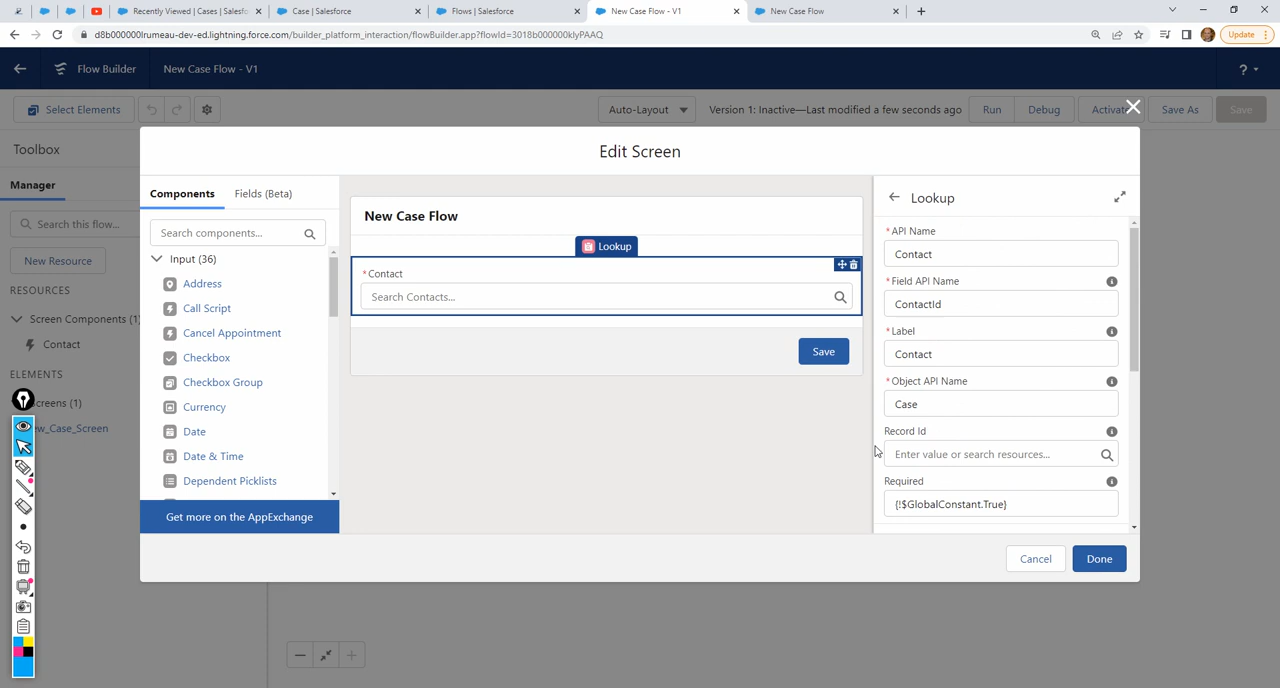 Recently Viewed | Cases | Salesf
Case | Salesforce
Flows | Salesforce
New Case Flow - V1
New Case Flow
d8b000000lrumeau-dev-ed.lightning.force.com/builder_platform_interaction/flowBuilder.app?flowId=3018b000000klyPAAQ
Update
Flow Builder
New Case Flow - V1
?
Select Elements
Auto-Layout
Version 1: Inactive—Last modified a few seconds ago
Run
Debug
Activate
Save As
Save
Toolbox
Manager
Search this flow...
New Resource
RESOURCES
Screen Components (1)
Contact
ELEMENTS
creens (1)
ew_Case_Screen
Edit Screen
Components
Fields (Beta)
Search components...
Input (36)
Address
Call Script
Cancel Appointment
Checkbox
Checkbox Group
Currency
Date
Date & Time
Dependent Picklists
Get more on the AppExchange
New Case Flow
Lookup
*Contact
Search Contacts...
Save
Lookup
*API Name
Contact
*Field API Name
ContactId
*Label
Contact
*Object API Name
Case
Record Id
Enter value or search resources...
Required
{!$GlobalConstant.True}
Cancel
Done